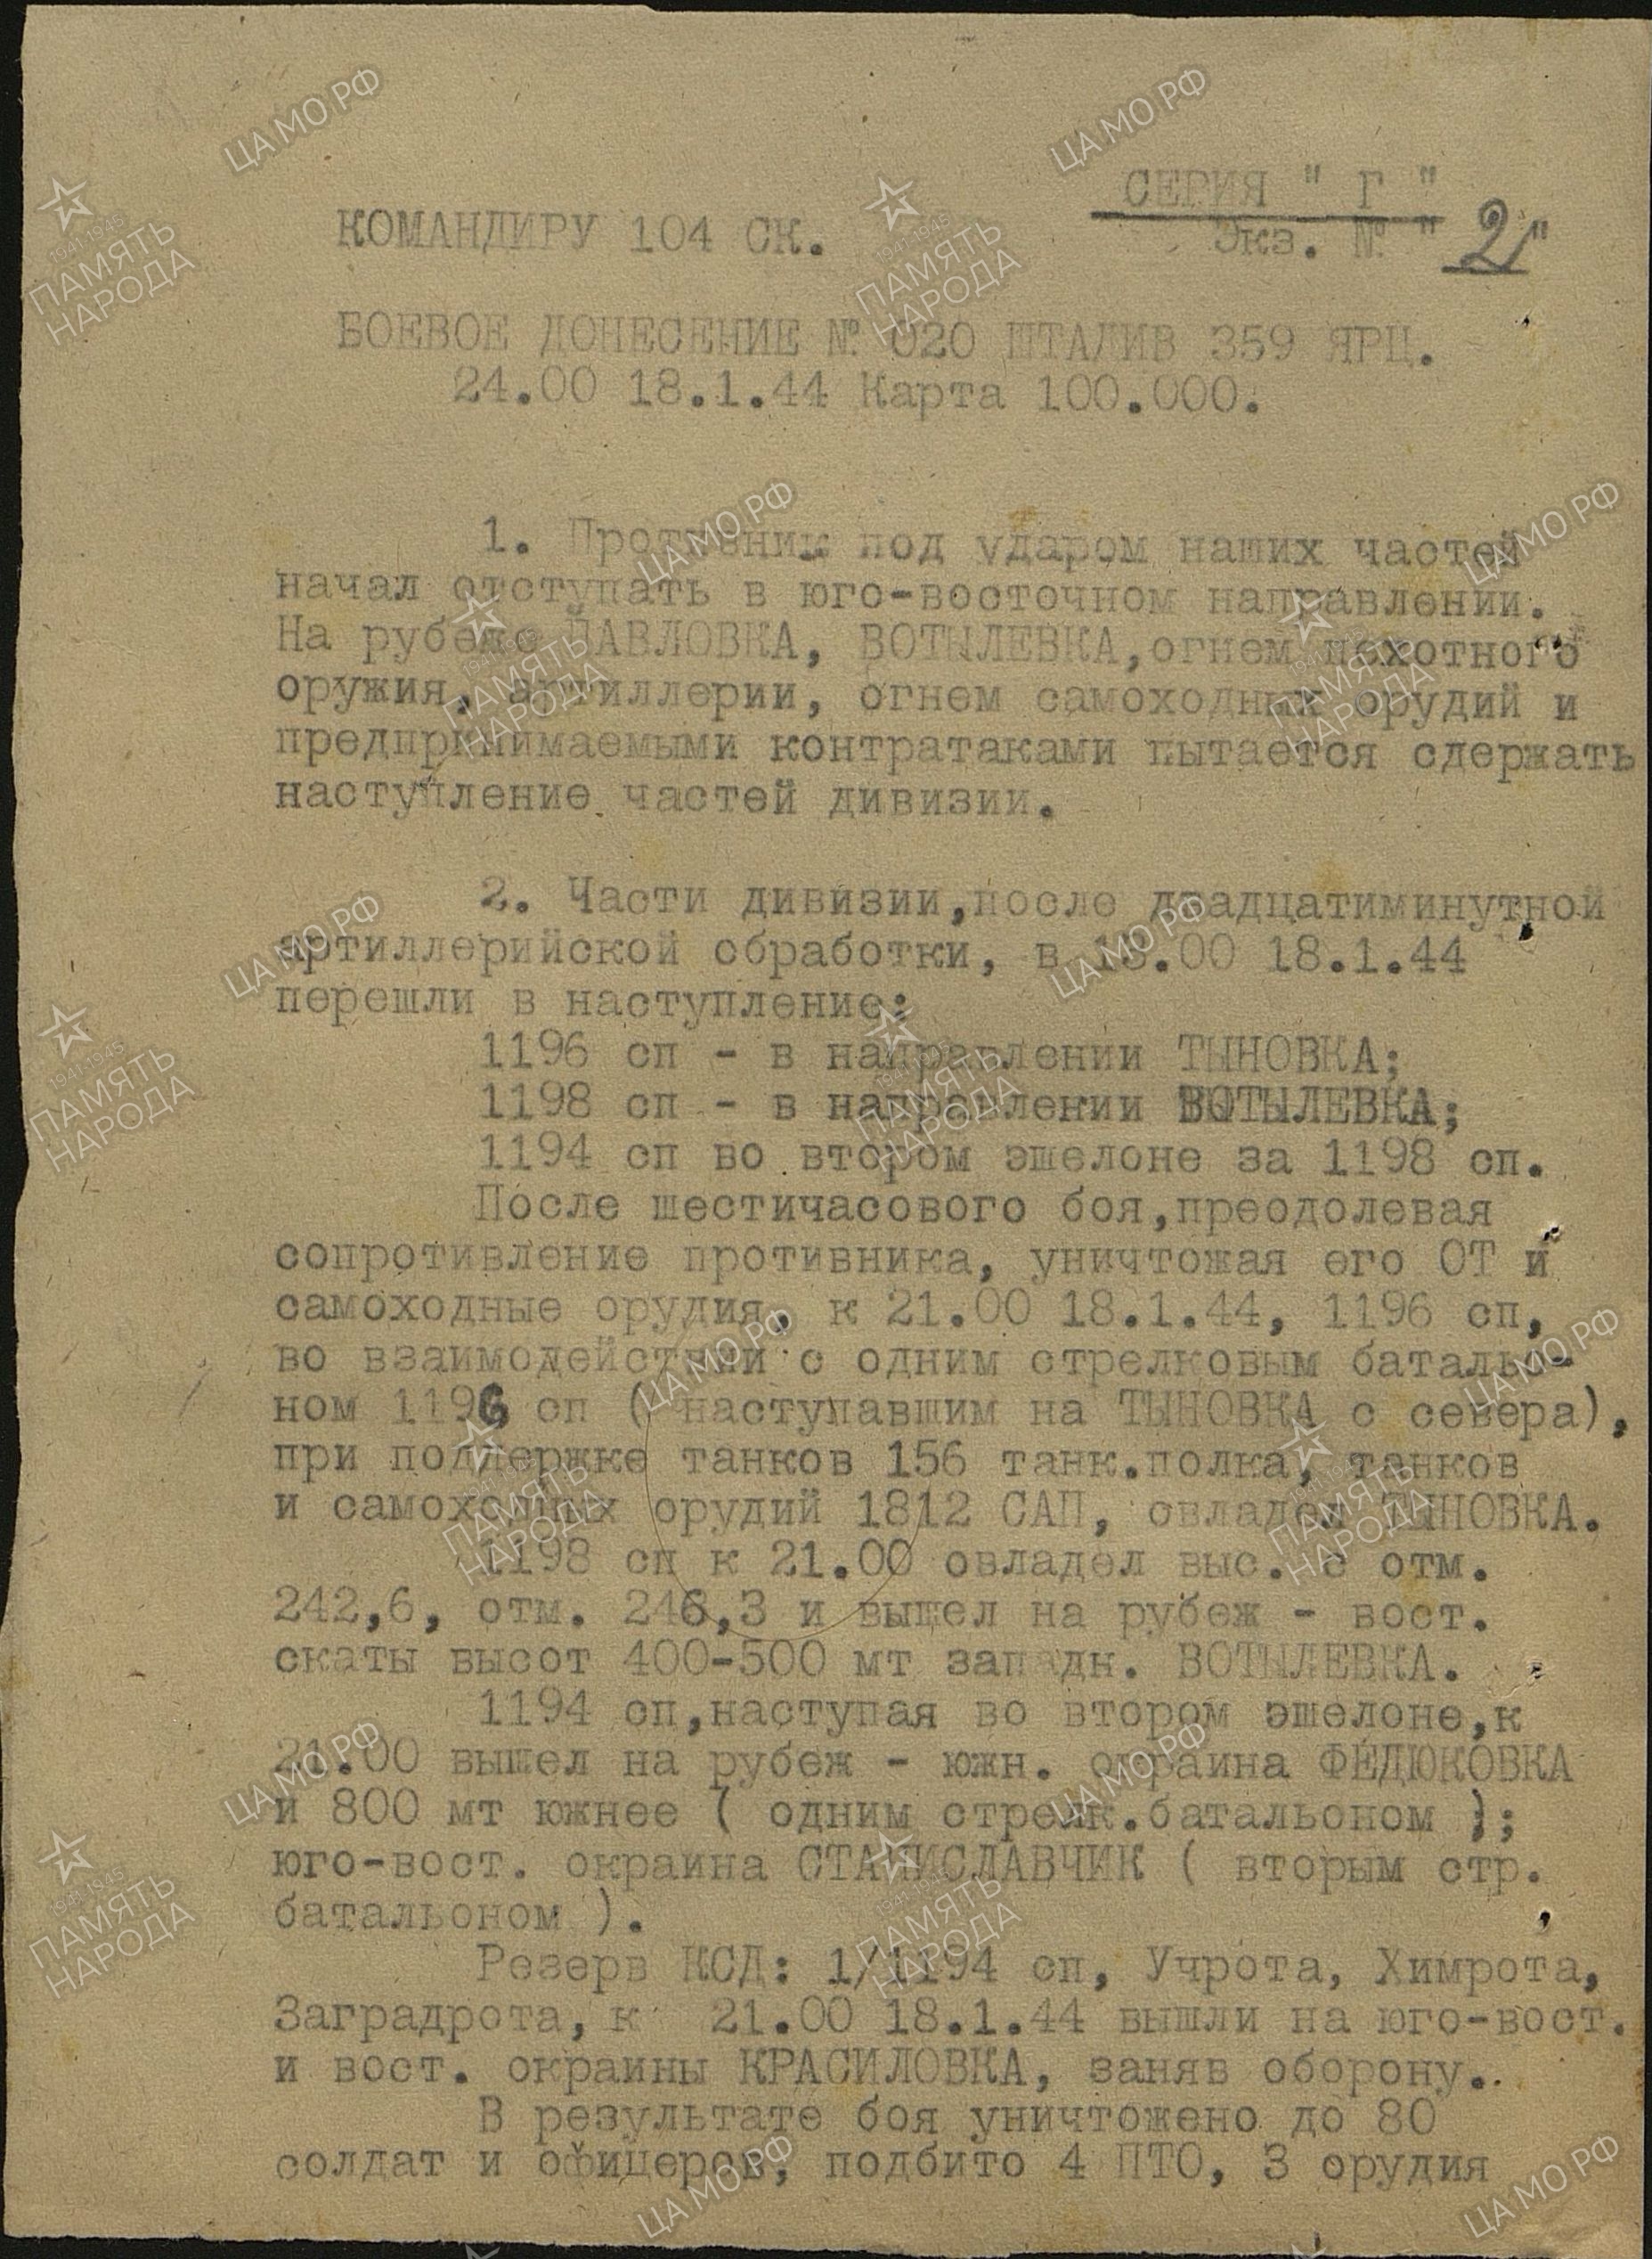 СЕРИЯ " Г "
КОМАНДИРУ 104 СК.
Экз. № "2"
БОЕВОЕ ДОНЕСЕНИЕ № 020 ШТАДИВ 359 ЯРЦ.
24.00 18.1.44 Карта 100.000.
1. Противник под ударом наших частей
начал отступать в юго-восточном направлении.
На рубеже ПАВЛОВКА, ВОТЫЛЕВКА, огнем пехотного
оружия, артиллерии, огнем самоходных орудий и
предпринимаемыми контратаками пытается сдержать
наступление частей дивизии.
2. Части дивизии, после двадцатиминутной
артиллерийской обработки, в 13.00 18.1.44
перешли в наступление:
1196 сп - в направлении ТЫНОВКА;
1198 сп - в направлении ВОТЫЛЕВКА;
1194 сп во втором эшелоне за 1198 сп.
После шестичасового боя, преодолевая
сопротивление противника, уничтожая его ОТ и
самоходные орудия, к 21.00 18.1.44, 1196 сп,
во взаимодействии с одним стрелковым баталью-
ном 1196 сп ( наступавшим на ТЫНОВКА с севера),
при поддержке танков 156 танк.полка, танков
и самоходных орудий 1812 САП, овладел ТЫНОВКА.
1198 сп к 21.00 овладел выс. с отм.
242,6, отм. 246,3 и вышел на рубеж - вост.
скаты высот 400-500 мт западн. ВОТЫЛЕВКА.
1194 сп, наступая во втором эшелоне, к
21.00 вышел на рубеж - южн. окраина ФЕДЮКОВКА
и 800 мт южнее ( одним стрелк.батальоном );
юго-вост. окраина СТАНИСЛАВЧИК ( вторым стр.
батальоном ).
Резерв КСД: 1/1194 сп, Учрота, Химрота,
Заградрота, к 21.00 18.1.44 вышли на юго-вост.
и вост. окраины КРАСИЛОВКА, заняв оборону.
В результате боя уничтожено до 80
солдат и офицеров, подбито 4 ПТО, 3 орудия
ЦА МО РФ
1941-1945
ПАМЯТЬ
НАРОДА